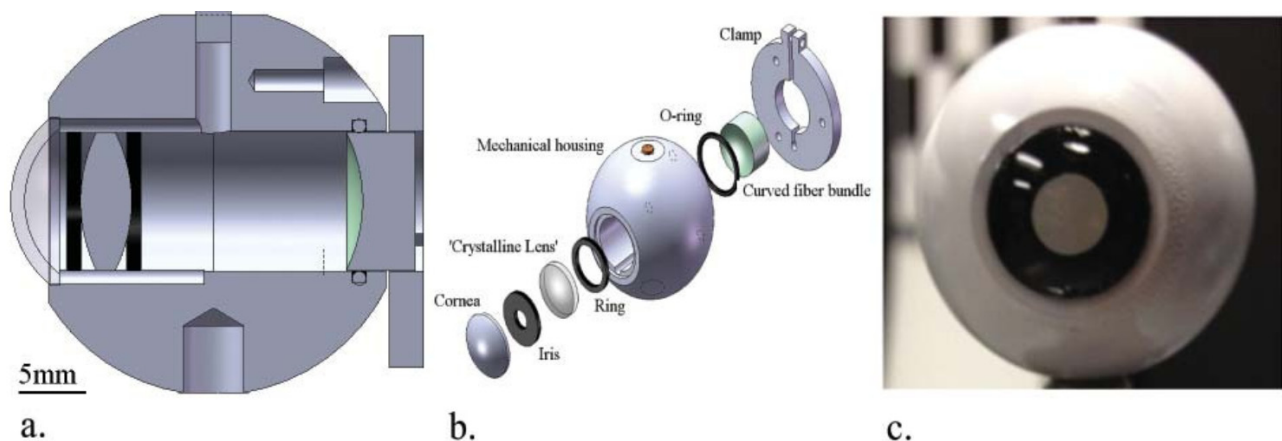 Clamp
O-ring
Mechanical housing
Curved fiber bundle
'Crystalline Lens'
Ring
Cornea
Iris
5mm
a.
b.
c.